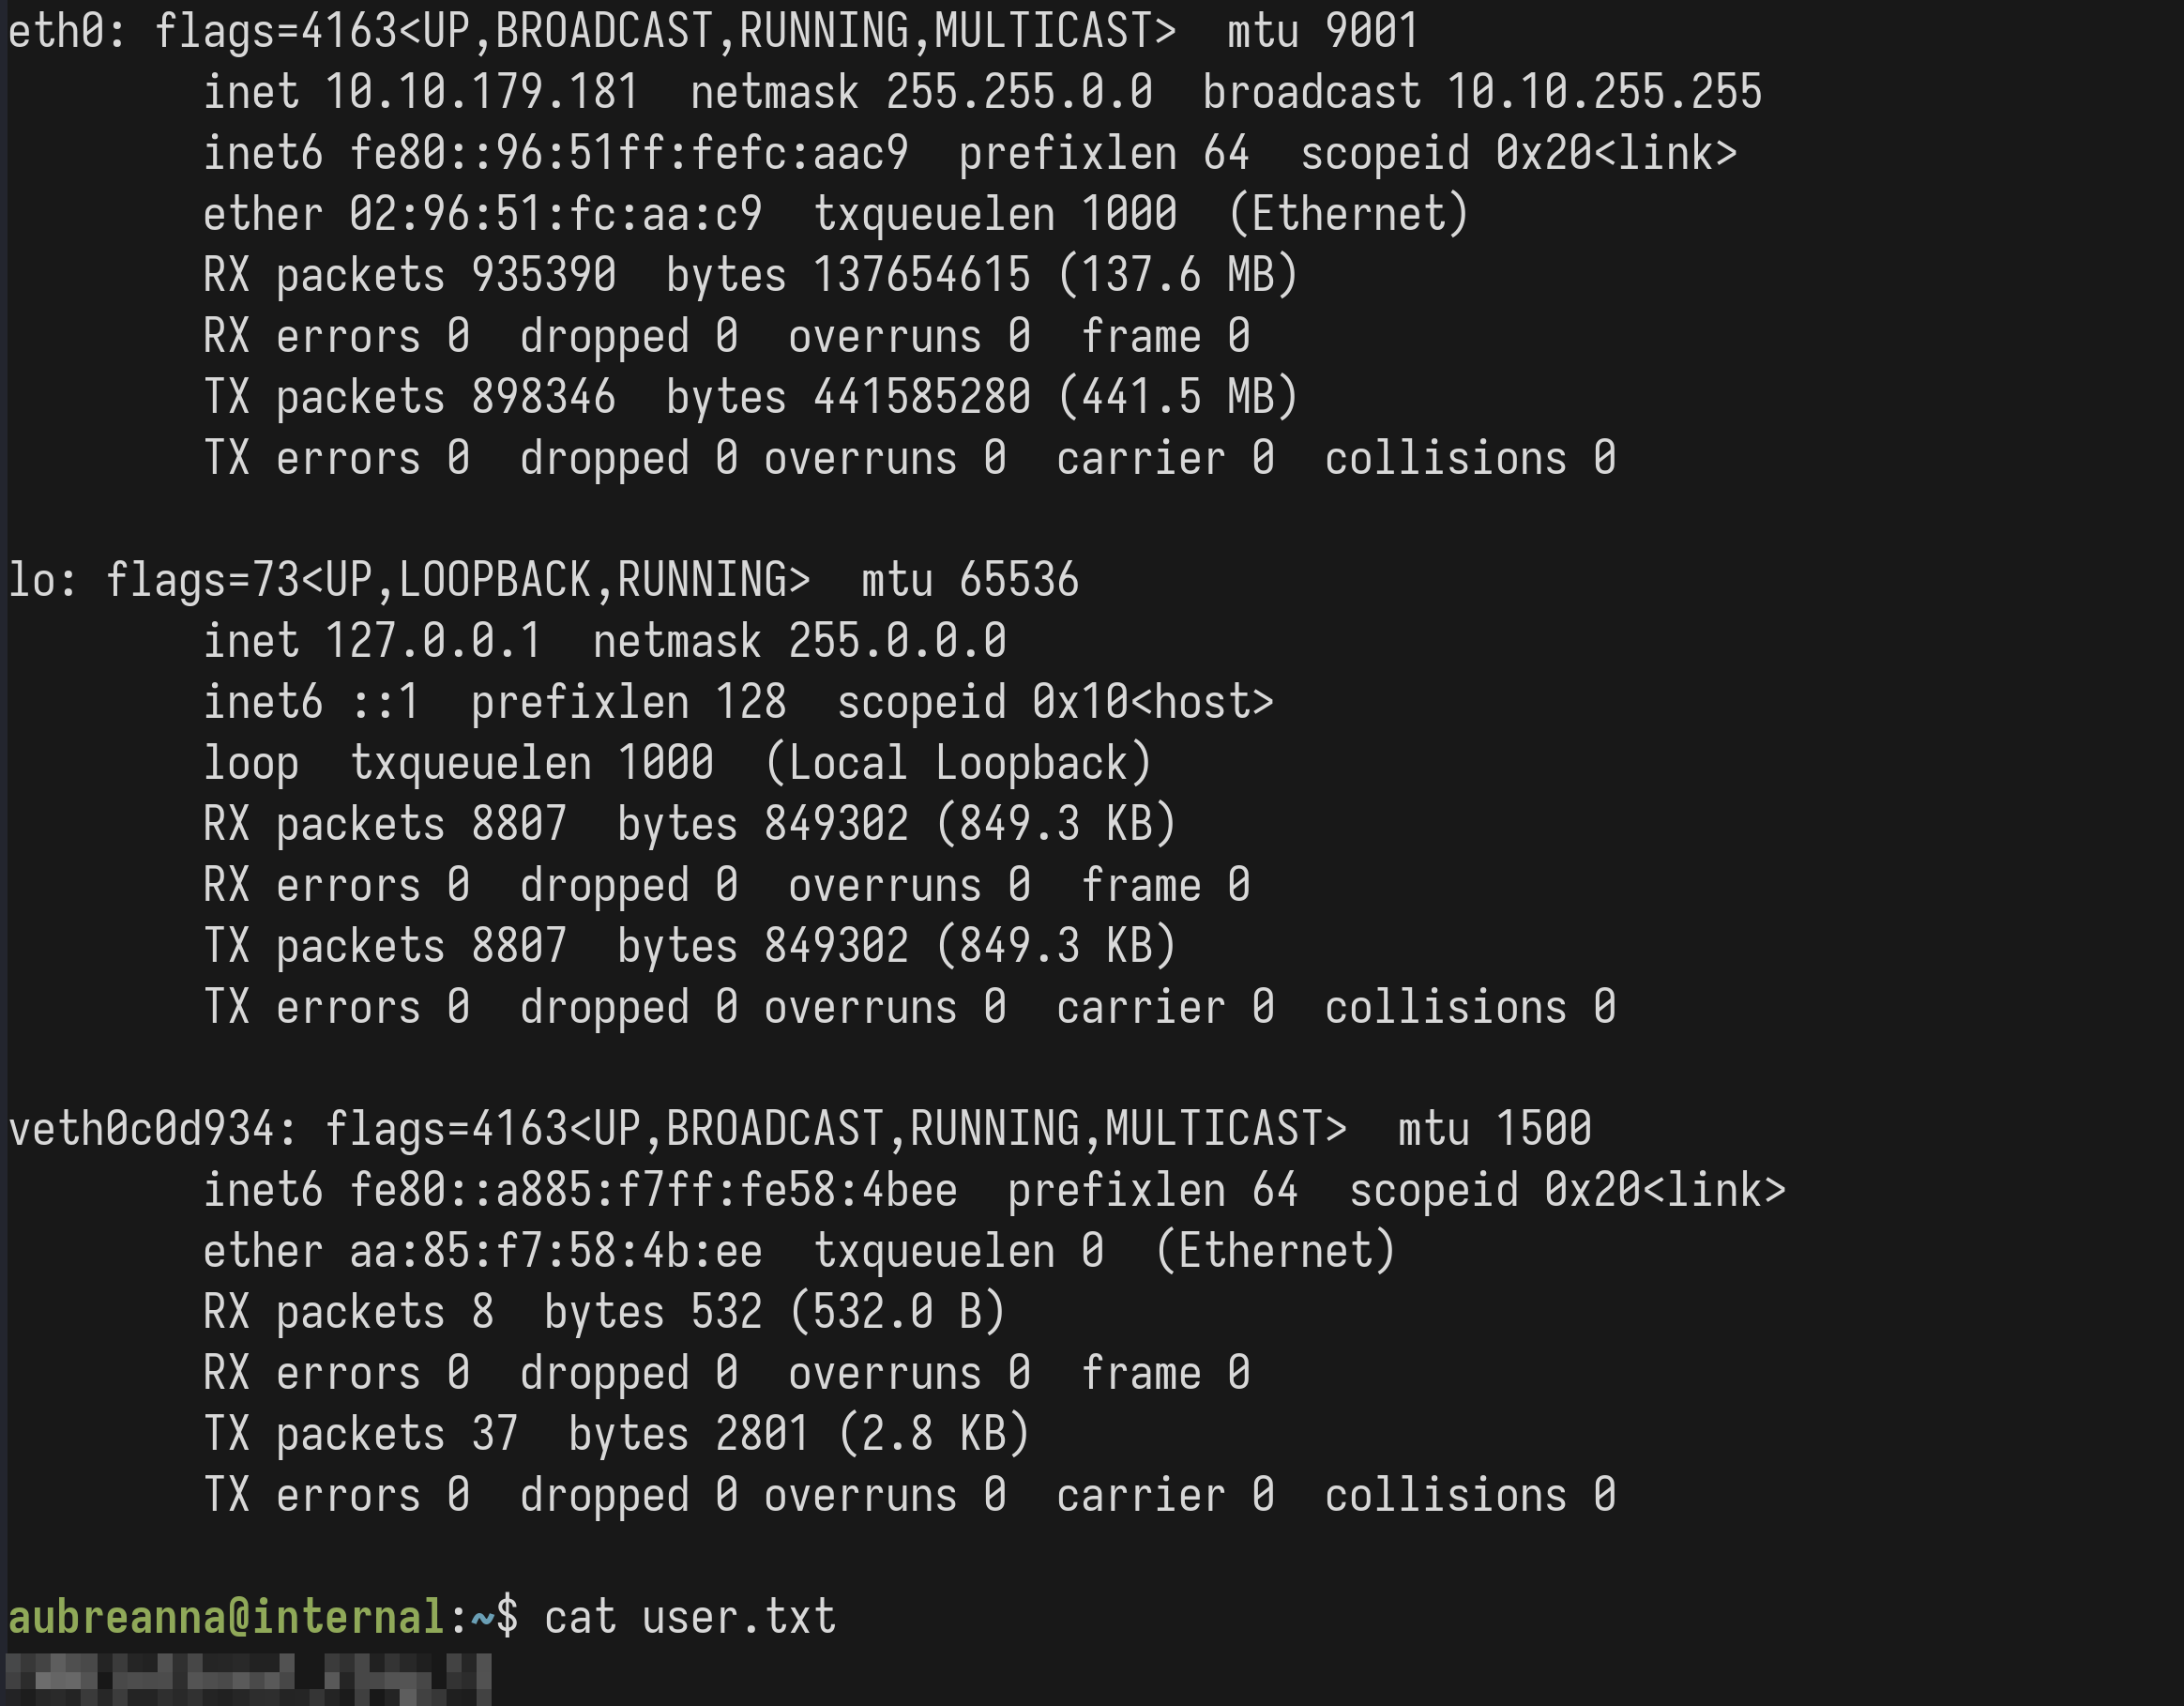 eth0: flags=4163<UP,BROADCAST,RUNNING,MULTICAST>  mtu 9001
        inet 10.10.179.181  netmask 255.255.0.0  broadcast 10.10.255.255
        inet6 fe80::96:51ff:fefc:aac9  prefixlen 64  scopeid 0x20<link>
        ether 02:96:51:fc:aa:c9  txqueuelen 1000  (Ethernet)
        RX packets 935390  bytes 137654615 (137.6 MB)
        RX errors 0  dropped 0  overruns 0  frame 0
        TX packets 898346  bytes 441585280 (441.5 MB)
        TX errors 0  dropped 0 overruns 0  carrier 0  collisions 0

lo: flags=73<UP,LOOPBACK,RUNNING>  mtu 65536
        inet 127.0.0.1  netmask 255.0.0.0
        inet6 ::1  prefixlen 128  scopeid 0x10<host>
        loop  txqueuelen 1000  (Local Loopback)
        RX packets 8807  bytes 849302 (849.3 KB)
        RX errors 0  dropped 0  overruns 0  frame 0
        TX packets 8807  bytes 849302 (849.3 KB)
        TX errors 0  dropped 0 overruns 0  carrier 0  collisions 0

veth0c0d934: flags=4163<UP,BROADCAST,RUNNING,MULTICAST>  mtu 1500
        inet6 fe80::a885:f7ff:fe58:4bee  prefixlen 64  scopeid 0x20<link>
        ether aa:85:f7:58:4b:ee  txqueuelen 0  (Ethernet)
        RX packets 8  bytes 532 (532.0 B)
        RX errors 0  dropped 0  overruns 0  frame 0
        TX packets 37  bytes 2801 (2.8 KB)
        TX errors 0  dropped 0 overruns 0  carrier 0  collisions 0

aubreanna@internal:~$ cat user.txt